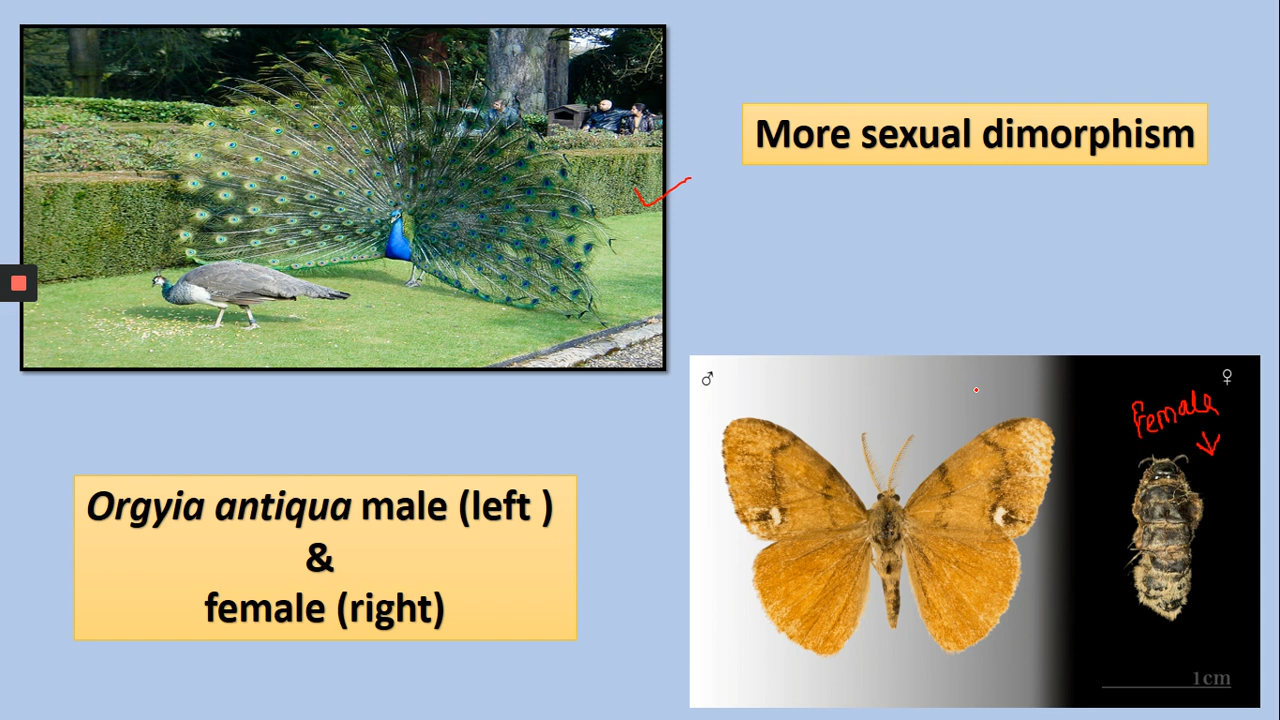 More sexual dimorphism
♂
♀
Female
Orgyia antiqua male (left )
&
female (right)
1cm